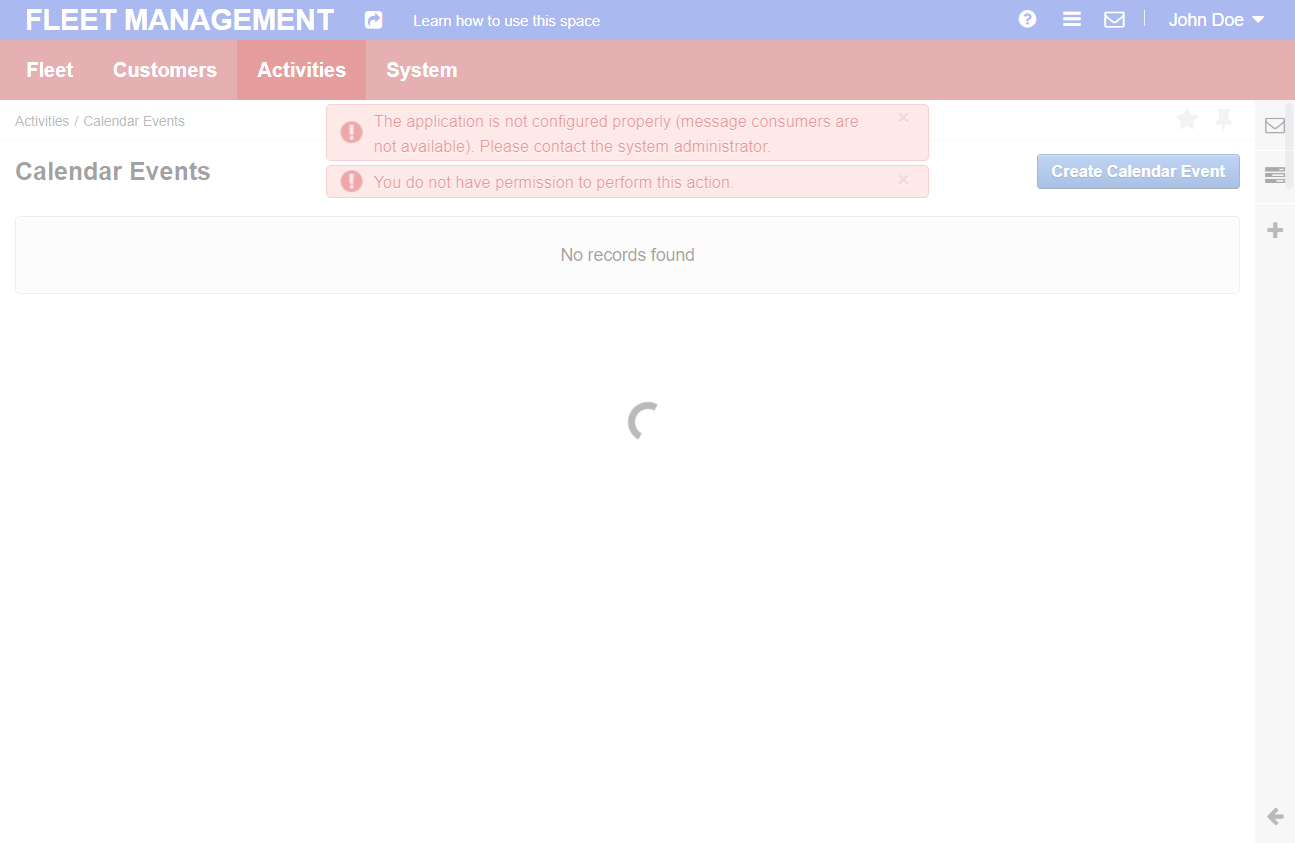 FLEET MANAGEMENT
Learn how to use this space
John Doe
Fleet
Customers
Activities
System
Activities / Calendar Events
The application is not configured properly (message consumers are
not available). Please contact the system administrator.
You do not have permission to perform this action.
Calendar Events
Create Calendar Event
No records found